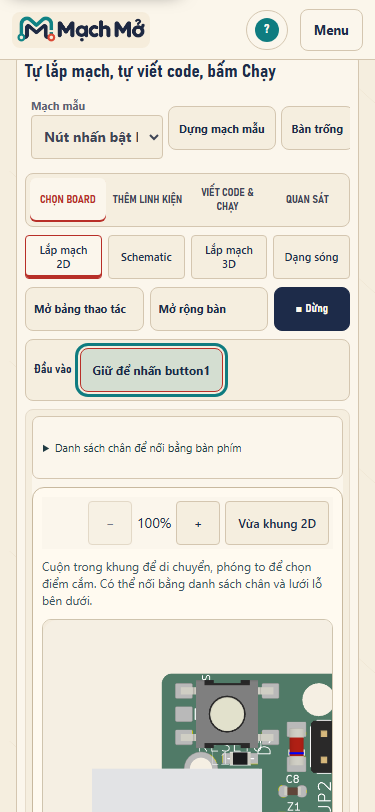 Mạch Mở
?
Menu
Tự lắp mạch, tự viết code, bấm Chạy
Mạch mẫu
Nút nhấn bật
Dựng mạch mẫu
Bàn trống
CHỌN BOARD
THÊM LINH KIỆN
VIẾT CODE &
CHẠY
QUAN SÁT
Lắp mạch
2D
Schematic
Lắp mạch
3D
Dạng sóng
Mở bảng thao tác
Mở rộng bàn
■ Dừng
Đầu vào
Giữ để nhấn button1
▶ Danh sách chân để nối bằng bàn phím
−
100%
+
Vừa khung 2D
Cuộn trong khung để di chuyển, phóng to để chọn
điểm cắm. Có thể nối bằng danh sách chân và lưới lỗ
bên dưới.
C8
Z1
JP2